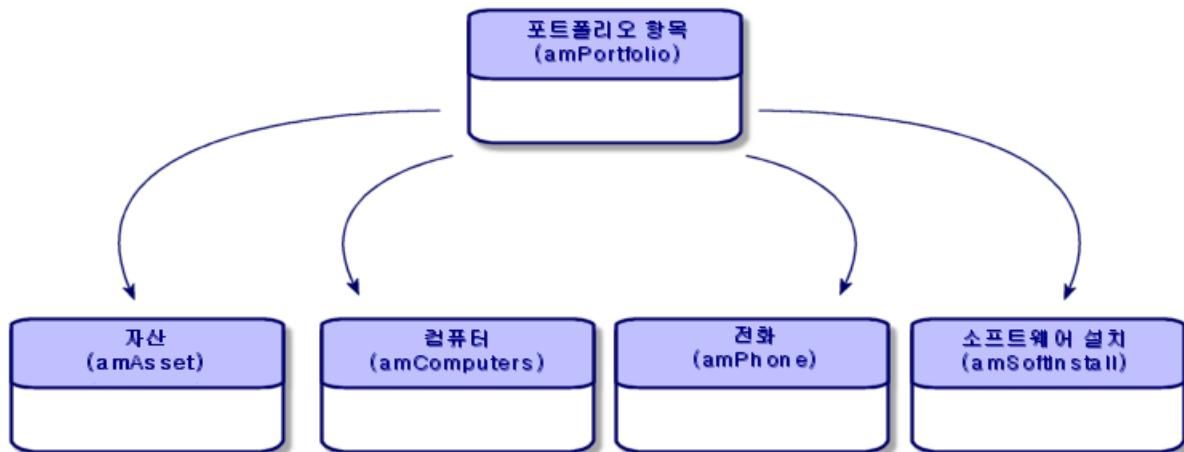 포트폴리오 항목
(amPortfolio)
자산
(amAsset)
컴퓨터
(amComputers)
전화
(amPhone)
소프트웨어 설치
(amSoftInstall)